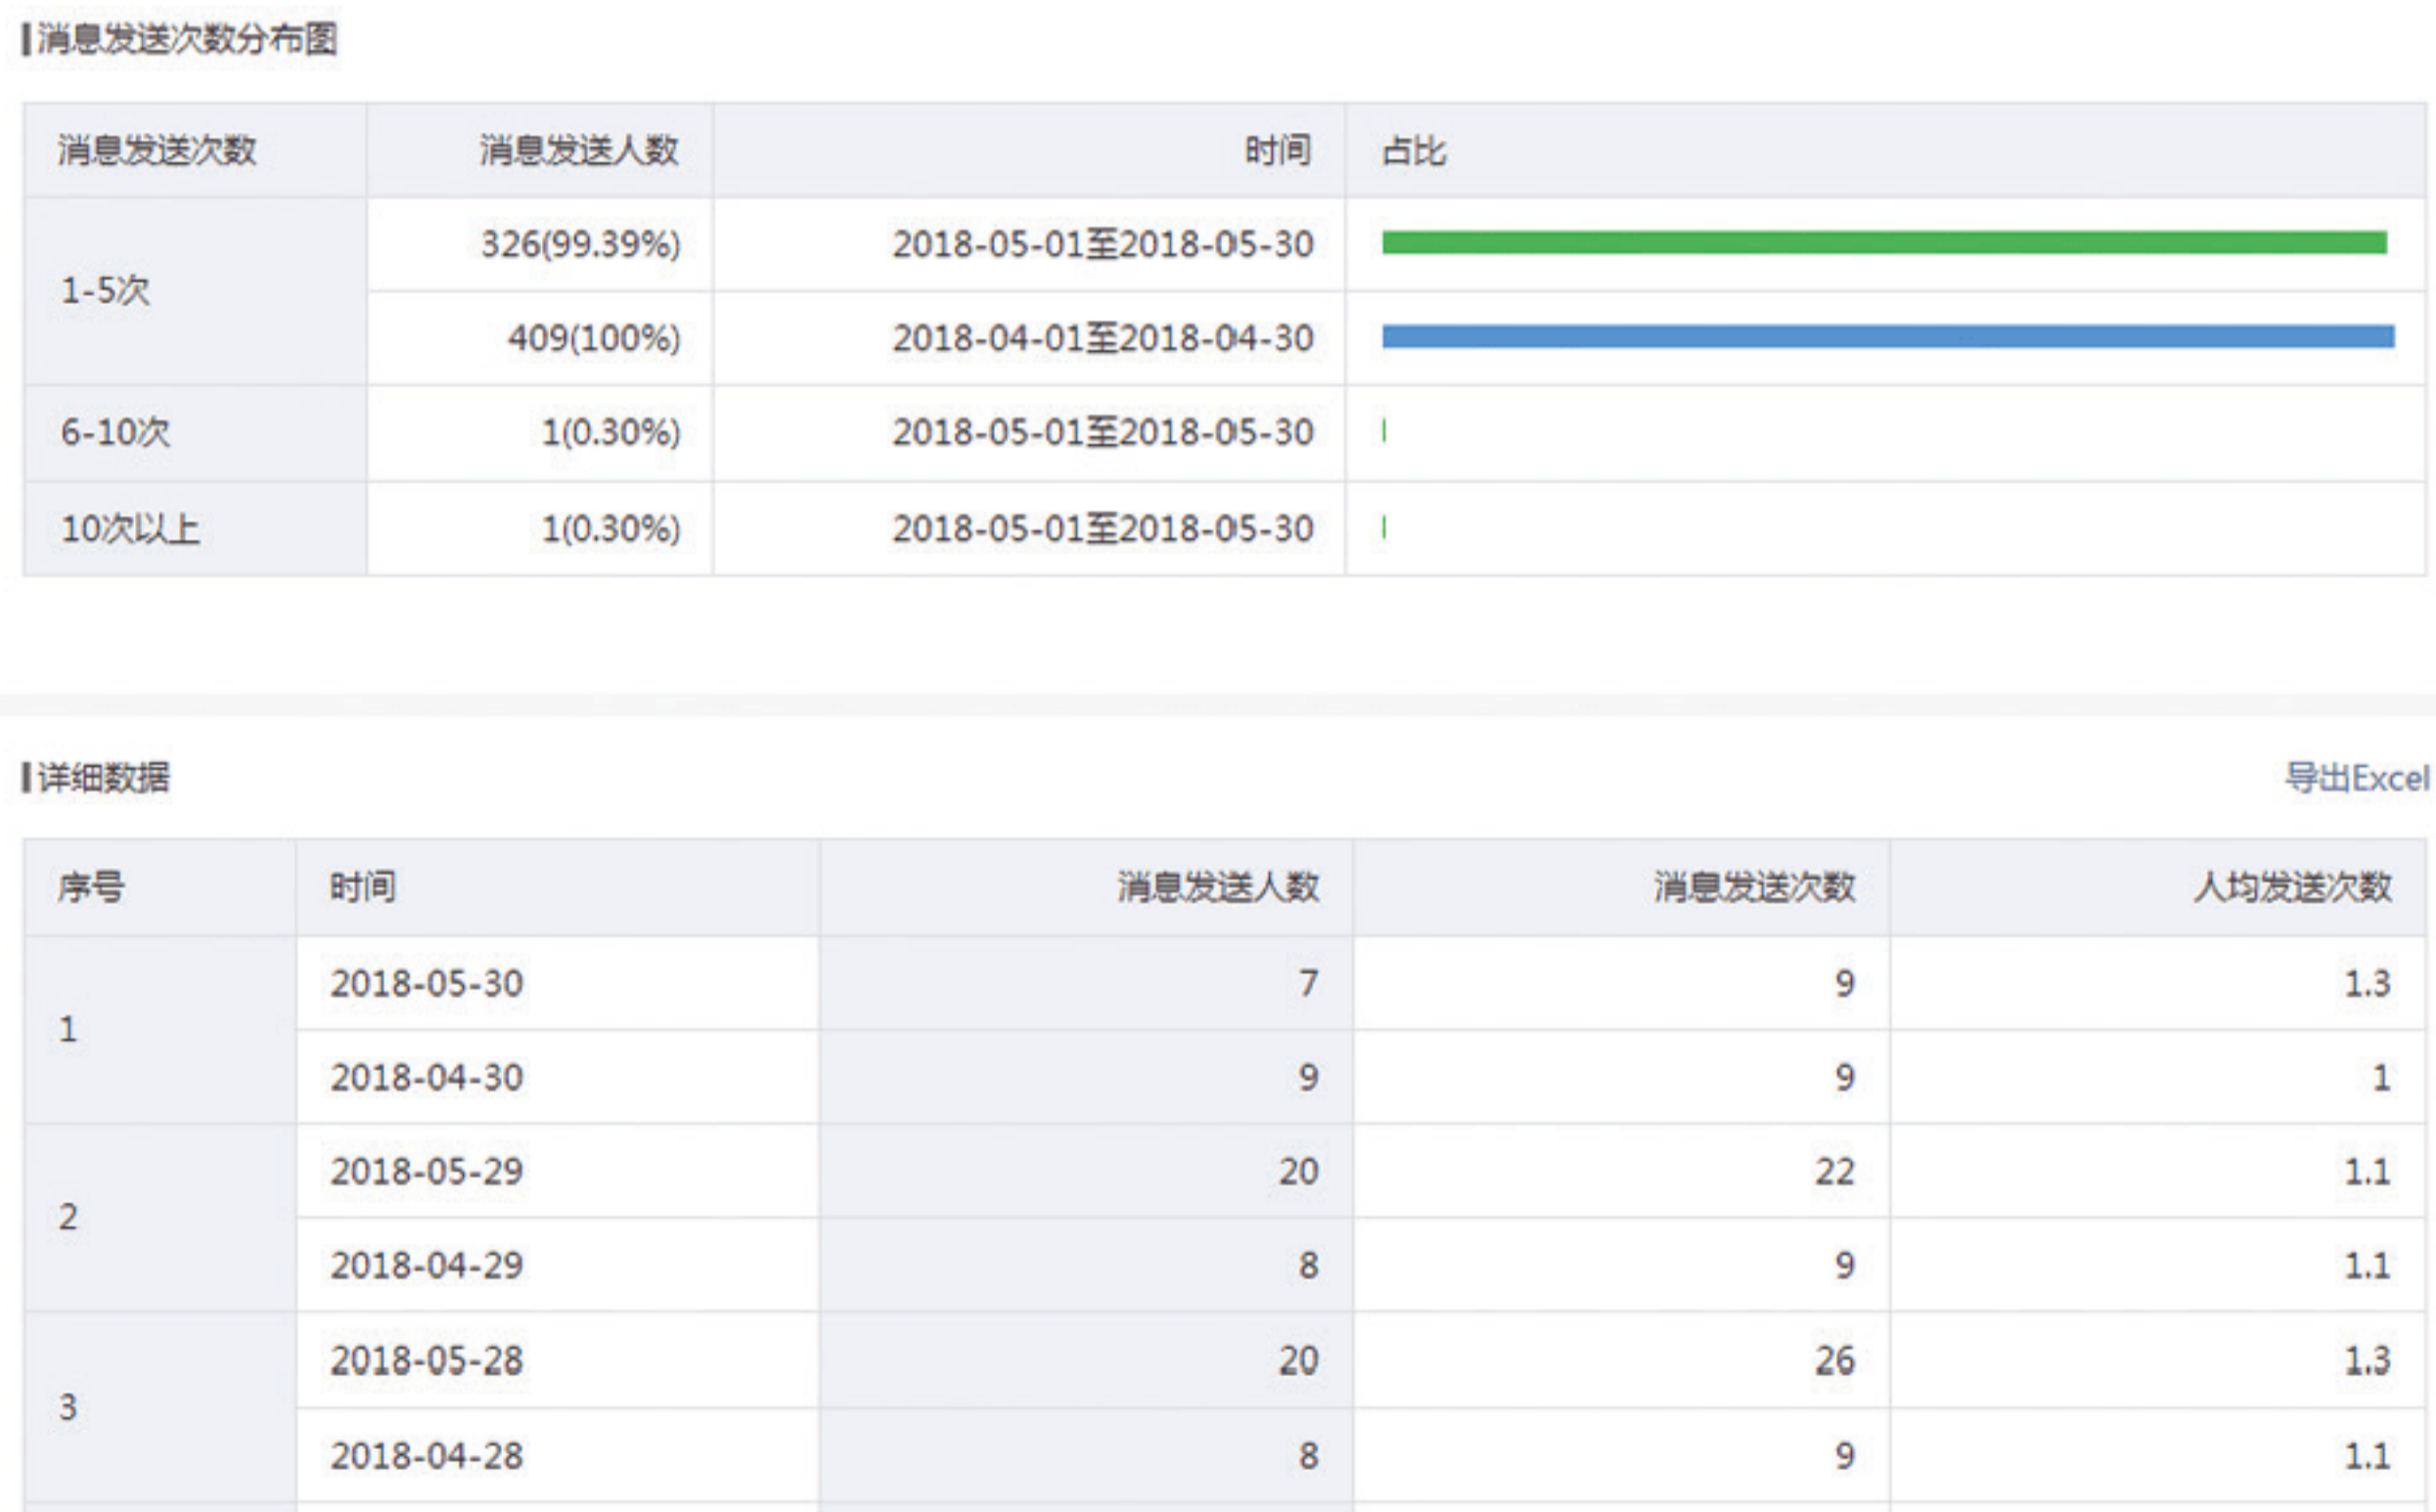 消息发送次数分布图
消息发送次数 消息发送人数 时间 占比
1-5次 326(99.39%) 2018-05-01至2018-05-30
409(100%) 2018-04-01至2018-04-30
6-10次 1(0.30%) 2018-05-01至2018-05-30
10次以上 1(0.30%) 2018-05-01至2018-05-30
详细数据 导出Excel
序号 时间 消息发送人数 消息发送次数 人均发送次数
1 2018-05-30 7 9 1.3
2018-04-30 9 9 1
2 2018-05-29 20 22 1.1
2018-04-29 8 9 1.1
3 2018-05-28 20 26 1.3
2018-04-28 8 9 1.1